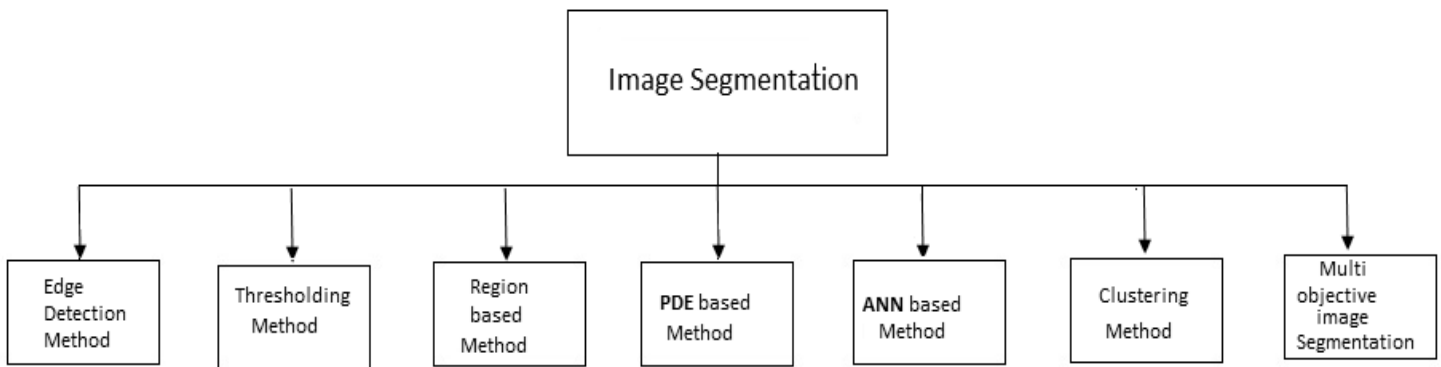 Image Segmentation
Edge
Detection
Method
Thresholding
Method
Region
based
Method
PDE based
Method
ANN based
Method
Clustering
Method
Multi
objective
image
Segmentation